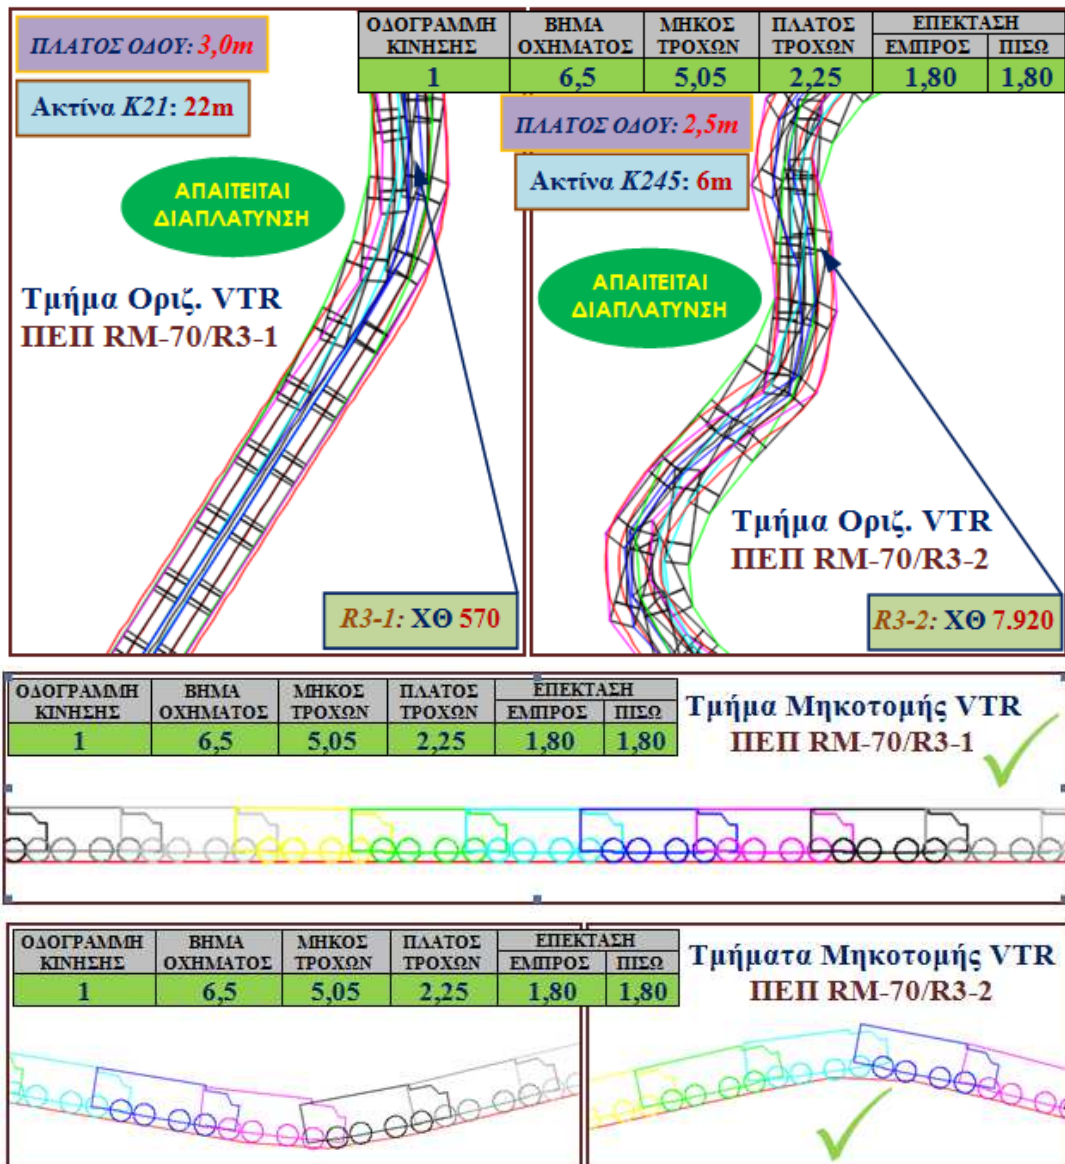 ΠΛΑΤΟΣ ΟΔΟΥ: 3,0m
Ακτίνα K21: 22m
ΟΔΟΓΡΑΜΜΗ ΚΙΝΗΣΗΣ ΒΗΜΑ ΟΧΗΜΑΤΟΣ ΜΗΚΟΣ ΤΡΟΧΩΝ ΠΛΑΤΟΣ ΤΡΟΧΩΝ ΕΠΕΚΤΑΣΗ
ΕΜΠΡΟΣ ΠΙΣΩ
1 6,5 5,05 2,25 1,80 1,80
ΑΠΑΙΤΕΙΤΑΙ
ΔΙΑΠΛΑΤΥΝΣΗ
Τμήμα Οριζ. VTR
ΠΕΠ RM-70/R3-1
R3-1: ΧΘ 570
ΠΛΑΤΟΣ ΟΔΟΥ: 2,5m
Ακτίνα K245: 6m
ΑΠΑΙΤΕΙΤΑΙ
ΔΙΑΠΛΑΤΥΝΣΗ
Τμήμα Οριζ. VTR
ΠΕΠ RM-70/R3-2
R3-2: ΧΘ 7.920
ΟΔΟΓΡΑΜΜΗ ΚΙΝΗΣΗΣ ΒΗΜΑ ΟΧΗΜΑΤΟΣ ΜΗΚΟΣ ΤΡΟΧΩΝ ΠΛΑΤΟΣ ΤΡΟΧΩΝ ΕΠΕΚΤΑΣΗ
ΕΜΠΡΟΣ ΠΙΣΩ
1 6,5 5,05 2,25 1,80 1,80
Τμήμα Μηκοτομής VTR
ΠΕΠ RM-70/R3-1
ΟΔΟΓΡΑΜΜΗ ΚΙΝΗΣΗΣ ΒΗΜΑ ΟΧΗΜΑΤΟΣ ΜΗΚΟΣ ΤΡΟΧΩΝ ΠΛΑΤΟΣ ΤΡΟΧΩΝ ΕΠΕΚΤΑΣΗ
ΕΜΠΡΟΣ ΠΙΣΩ
1 6,5 5,05 2,25 1,80 1,80
Τμήματα Μηκοτομής VTR
ΠΕΠ RM-70/R3-2